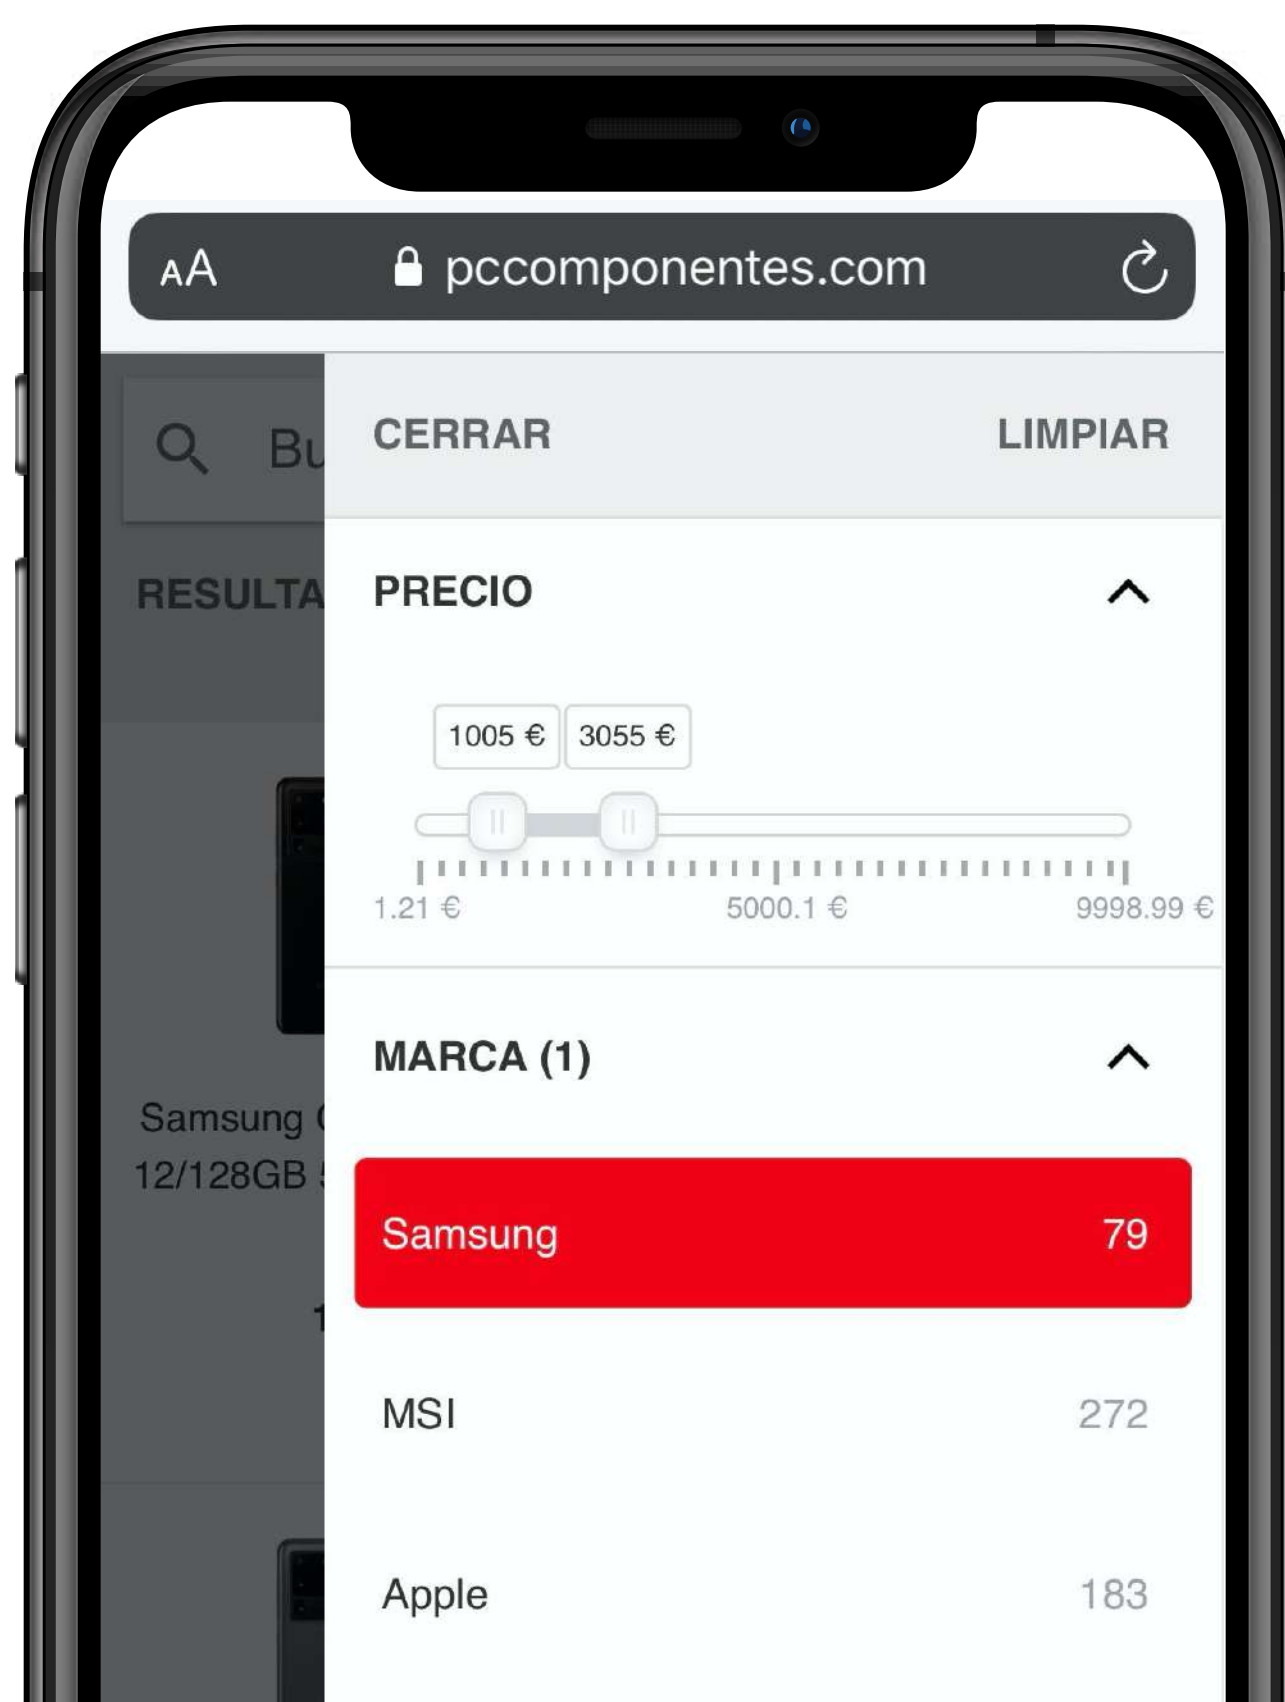 AA pccomponentes.com
Bu
CERRAR LIMPIAR
RESULTA
PRECIO
1005 € 3055 €
1.21 € 5000.1 € 9998.99 €
MARCA (1)
Samsung
12/128GB
Samsung 79
1
MSI 272
Apple 183